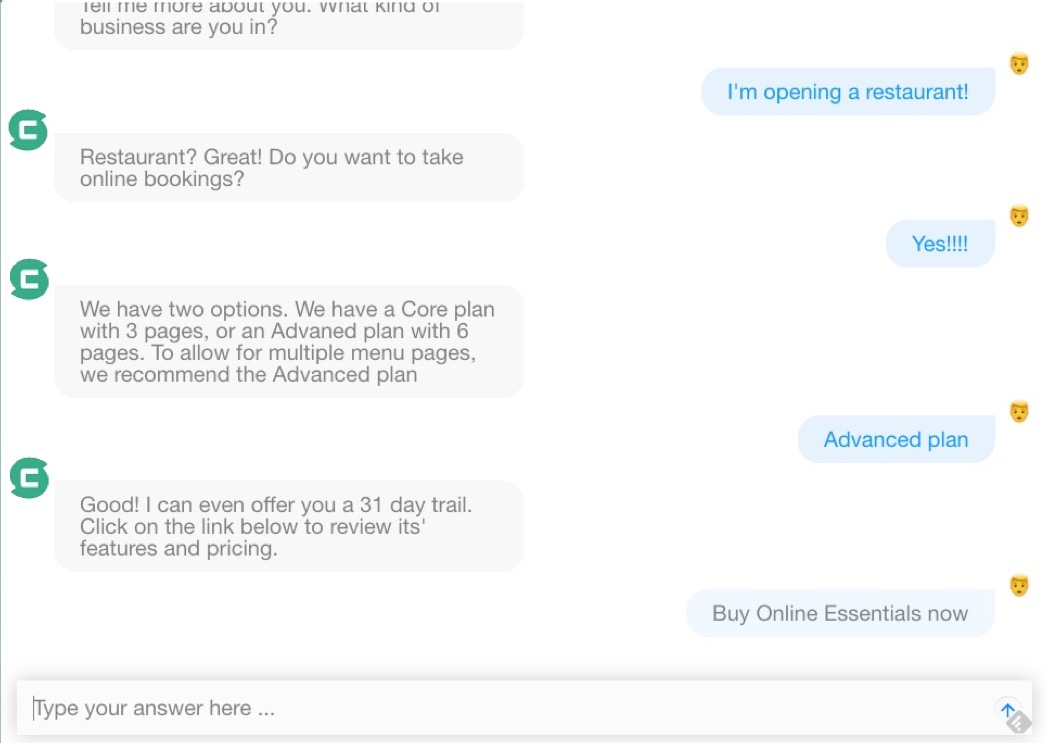 Tell me more about you. What kind of
business are you in?
I'm opening a restaurant!
Restaurant? Great! Do you want to take
online bookings?
Yes!!!!
We have two options. We have a Core plan
with 3 pages, or an Advaned plan with 6
pages. To allow for multiple menu pages,
we recommend the Advanced plan
Advanced plan
Good! I can even offer you a 31 day trail.
Click on the link below to review its'
features and pricing.
Buy Online Essentials now
Type your answer here ...